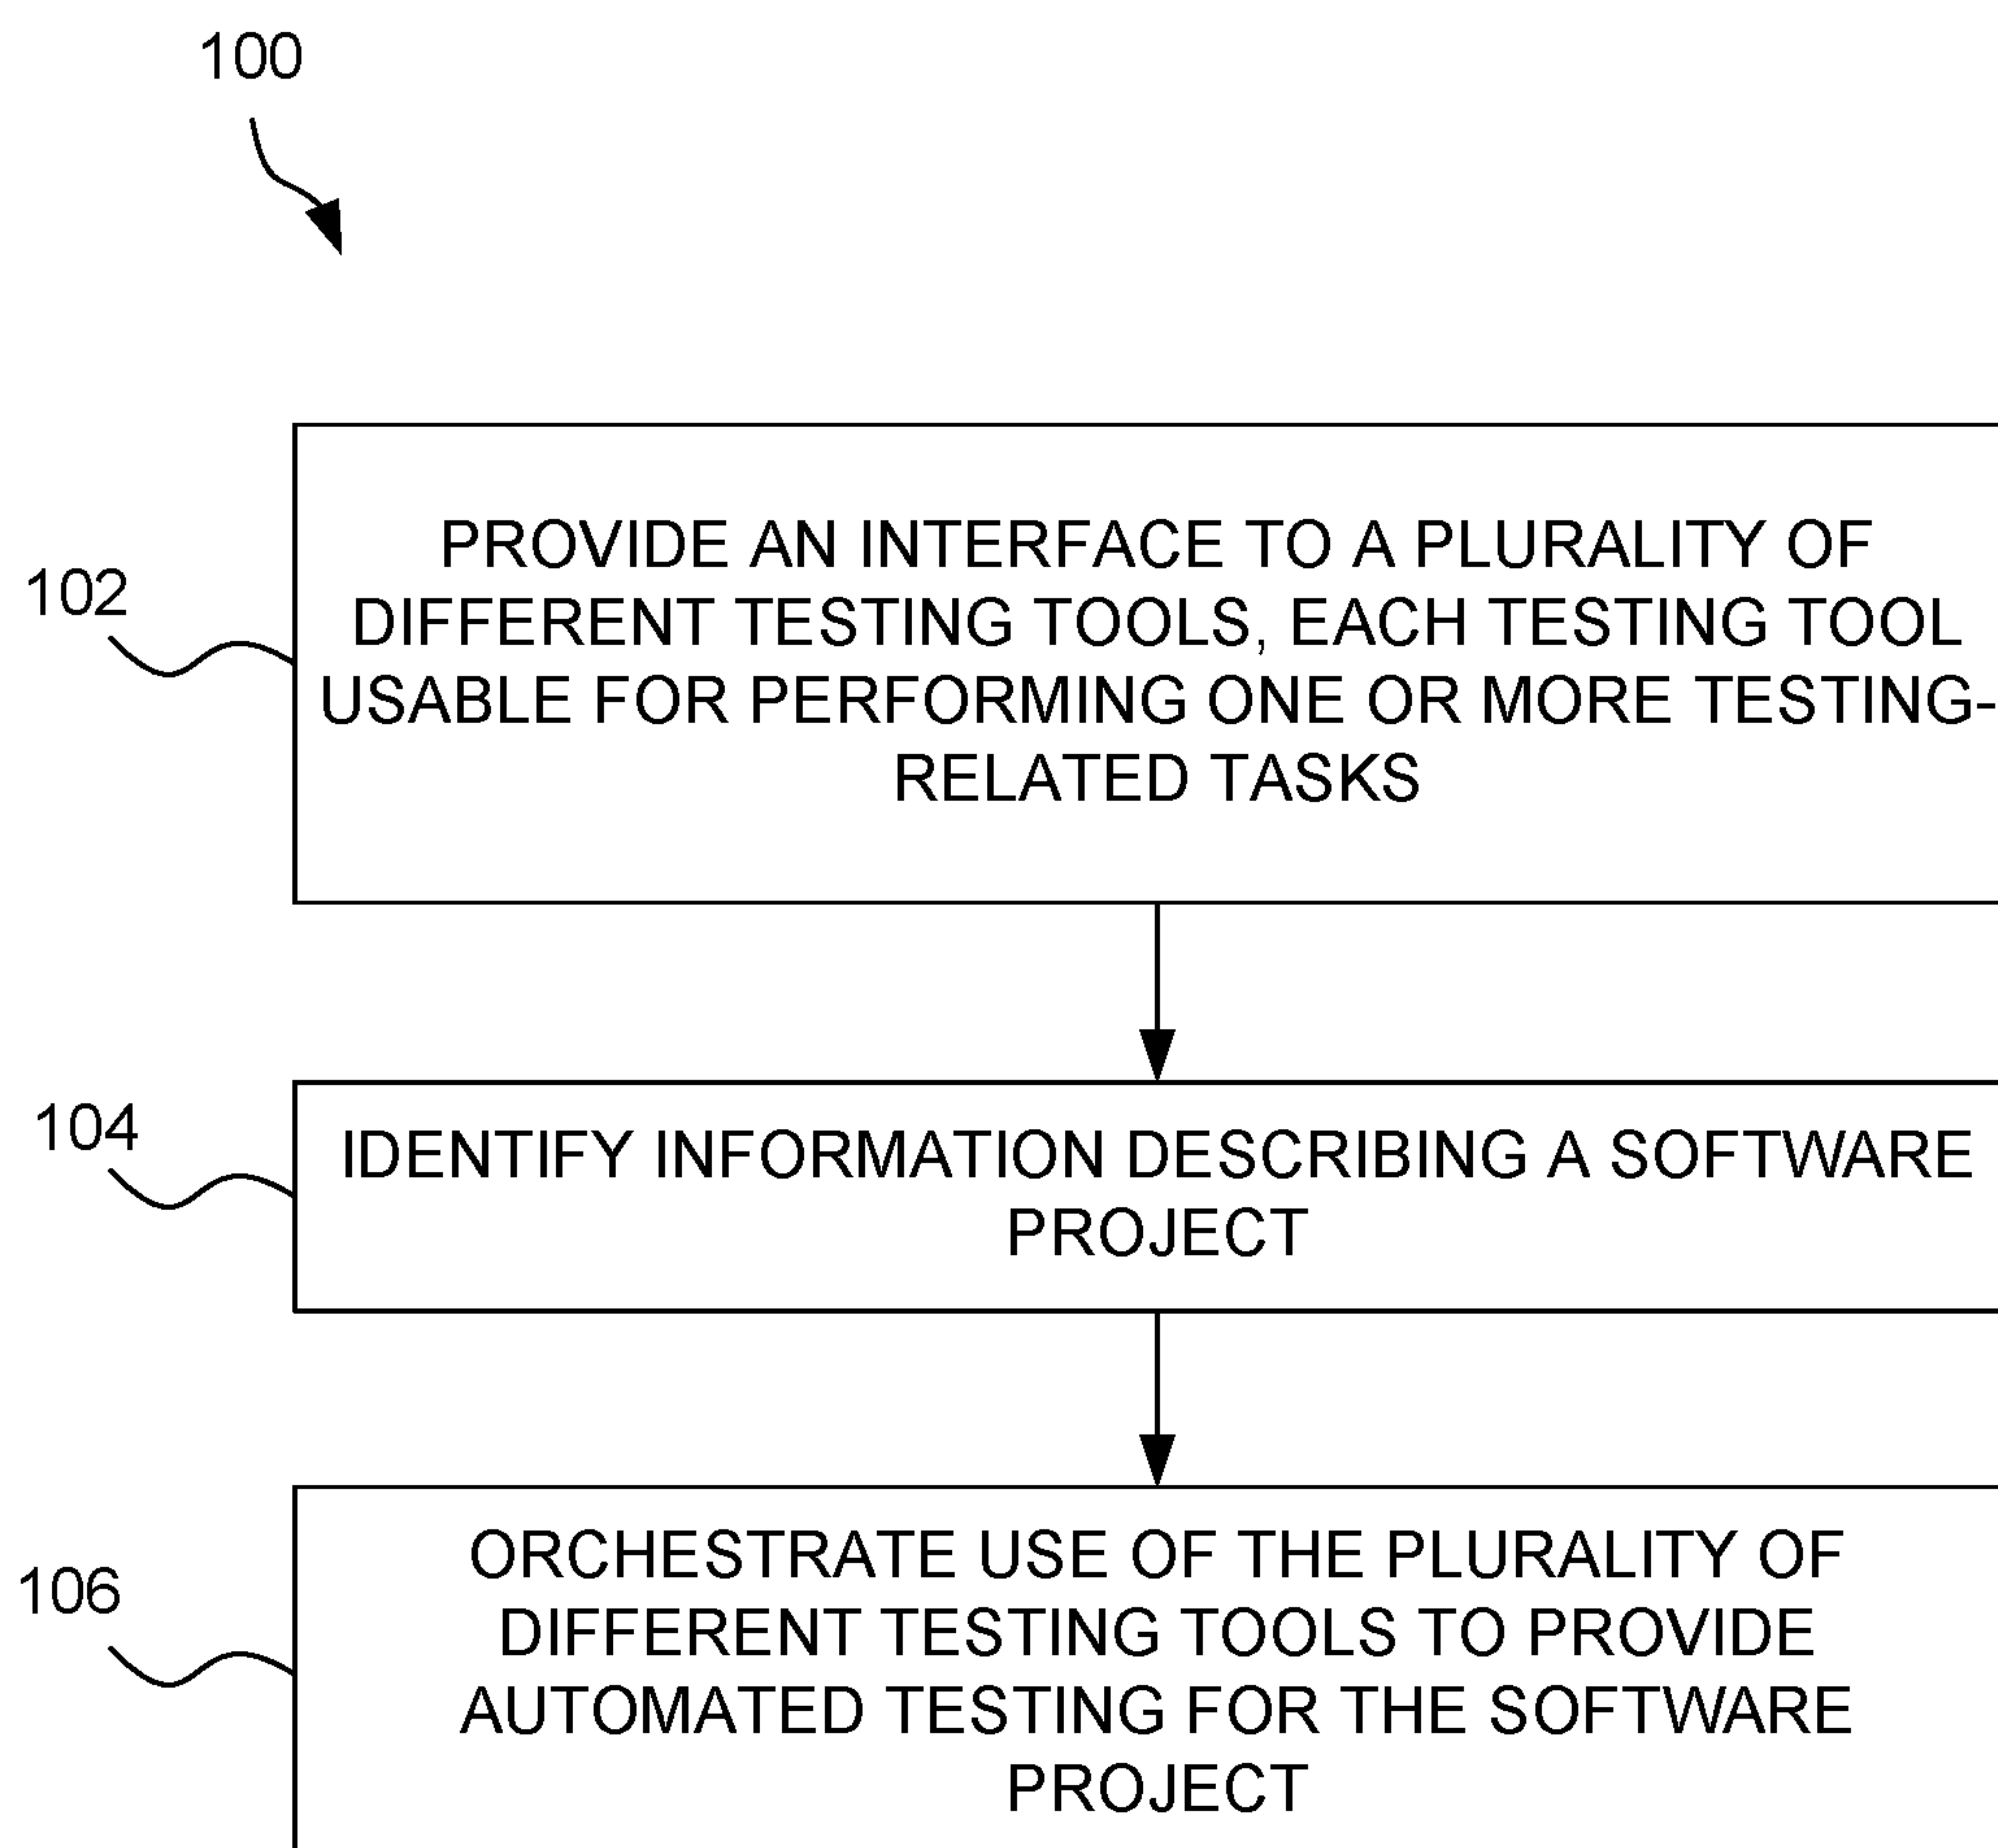 100
102
PROVIDE AN INTERFACE TO A PLURALITY OF
DIFFERENT TESTING TOOLS, EACH TESTING TOOL
USABLE FOR PERFORMING ONE OR MORE TESTING-
RELATED TASKS
104
IDENTIFY INFORMATION DESCRIBING A SOFTWARE
PROJECT
106
ORCHESTRATE USE OF THE PLURALITY OF
DIFFERENT TESTING TOOLS TO PROVIDE
AUTOMATED TESTING FOR THE SOFTWARE
PROJECT